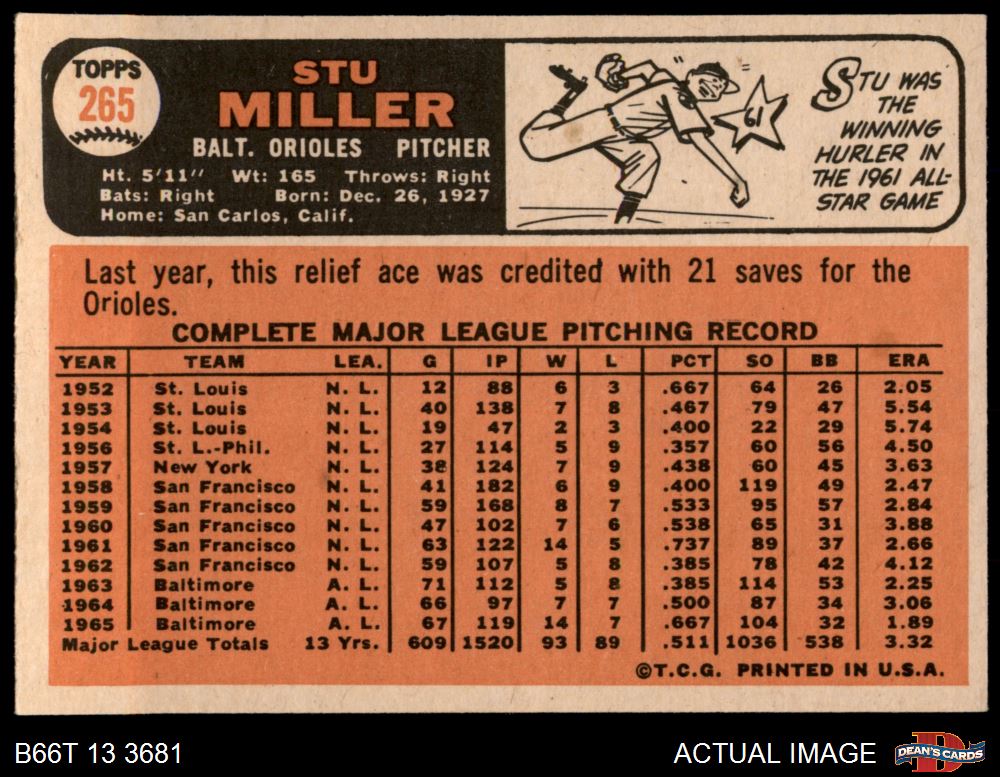 TOPPS
265
STU
MILLER
BALT. ORIOLES PITCHER
Ht. 5'11" Wt: 165 Throws: Right
Bats: Right Born: Dec. 26, 1927
Home: San Carlos, Calif.
61
STU WAS
THE
WINNING
HURLER IN
THE 1961 ALL-
STAR GAME
Last year, this relief ace was credited with 21 saves for the
Orioles.
COMPLETE MAJOR LEAGUE PITCHING RECORD
YEAR TEAM LEA. G IP W L PCT SO BB ERA
1952 St. Louis N. L. 12 88 6 3 .667 64 26 2.05
1953 St. Louis N. L. 40 138 7 8 .467 79 47 5.54
1954 St. Louis N. L. 19 47 2 3 .400 22 29 5.74
1956 St. L.-Phil. N. L. 27 114 5 9 .357 60 56 4.50
1957 New York N. L. 38 124 7 9 .438 60 45 3.63
1958 San Francisco N. L. 41 182 6 9 .400 119 49 2.47
1959 San Francisco N. L. 59 168 8 7 .533 95 57 2.84
1960 San Francisco N. L. 47 102 7 6 .538 65 31 3.88
1961 San Francisco N. L. 63 122 14 5 .737 89 37 2.66
1962 San Francisco N. L. 59 107 5 8 .385 78 42 4.12
1963 Baltimore A. L. 71 112 5 8 .385 114 53 2.25
1964 Baltimore A. L. 66 97 7 7 .500 87 34 3.06
1965 Baltimore A. L. 67 119 14 7 .667 104 32 1.89
Major League Totals 13 Yrs. 609 1520 93 89 .511 1036 538 3.32
©T.C.G. PRINTED IN U.S.A.
B66T 13 3681
ACTUAL IMAGE
DEAN'S CARDS